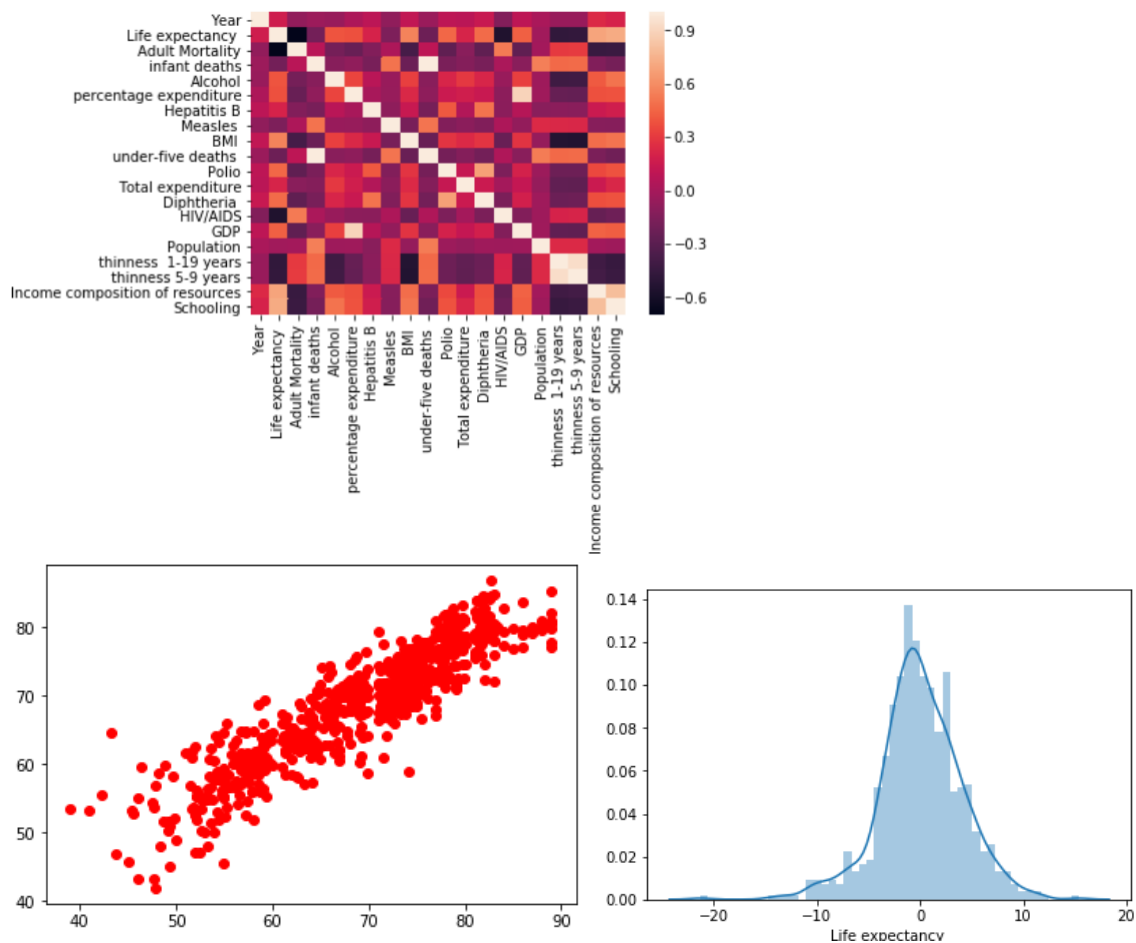 Year
Life expectancy
Adult Mortality
infant deaths
Alcohol
percentage expenditure
Hepatitis B
Measles
BMI
under-five deaths
Polio
Total expenditure
Diphtheria
HIV/AIDS
GDP
Population
thinness  1-19 years
thinness 5-9 years
Income composition of resources
Schooling
0.9
0.6
0.3
0.0
−0.3
−0.6
Year
Life expectancy
Adult Mortality
infant deaths
Alcohol
percentage expenditure
Hepatitis B
Measles
BMI
under-five deaths
Polio
Total expenditure
Diphtheria
HIV/AIDS
GDP
Population
thinness  1-19 years
thinness 5-9 years
Income composition of resources
Schooling
80
70
60
50
40
40 50 60 70 80 90
0.14
0.12
0.10
0.08
0.06
0.04
0.02
0.00
−20 −10 0 10 20
Life expectancy